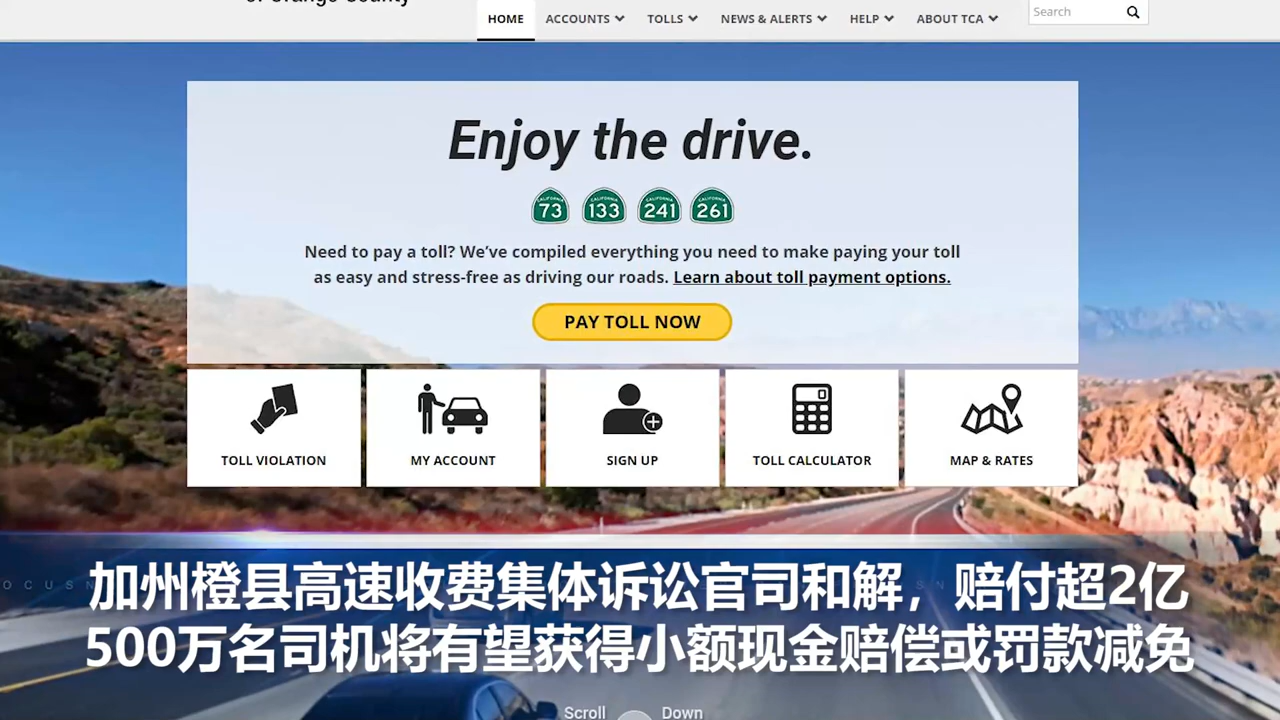 HOME ACCOUNTS TOLLS NEWS & ALERTS HELP ABOUT TCA Search
Enjoy the drive.
CALIFORNIA 73 CALIFORNIA 133 CALIFORNIA 241 CALIFORNIA 261
Need to pay a toll? We've compiled everything you need to make paying your toll
as easy and stress-free as driving our roads. Learn about toll payment options.
PAY TOLL NOW
TOLL VIOLATION MY ACCOUNT SIGN UP TOLL CALCULATOR MAP & RATES
加州橙县高速收费集体诉讼官司和解，赔付超2亿
500万名司机将有望获得小额现金赔偿或罚款减免
Scroll Down